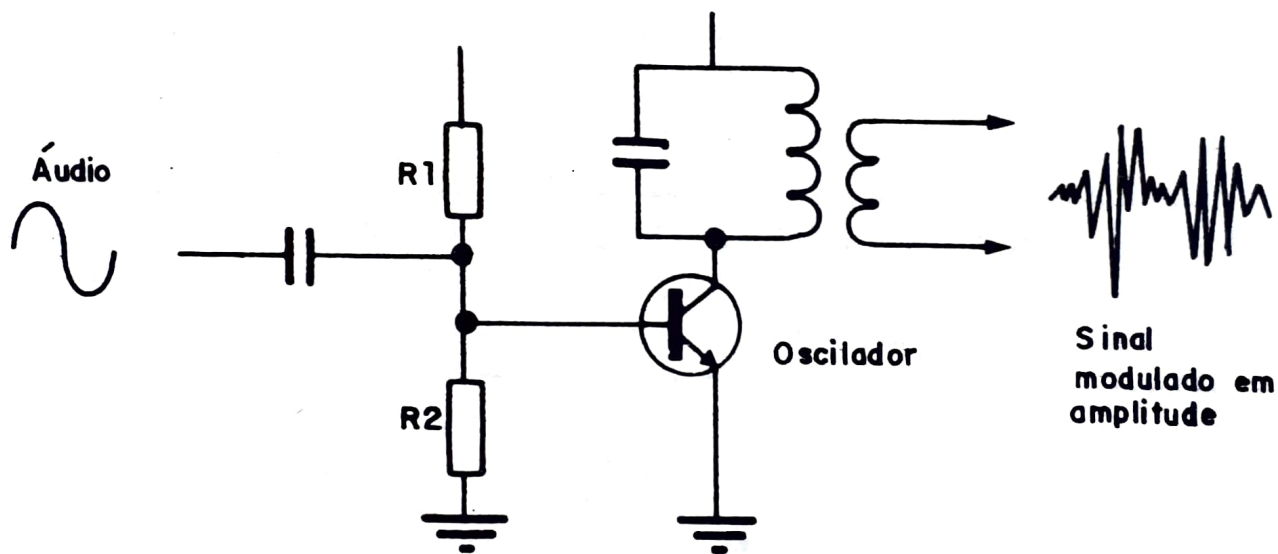 Áudio
R1
R2
Oscilador
Sinal
modulado em
amplitude